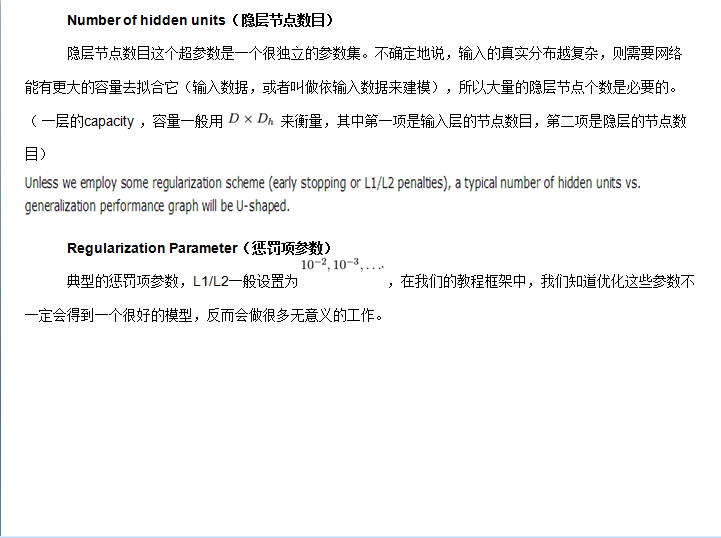 Number of hidden units（隐层节点数目）
隐层节点数目这个超参数是一个很独立的参数集。不确定地说，输入的真实分布越复杂，则需要网络
能有更大的容量去拟合它（输入数据，或者叫做依输入数据来建模），所以大量的隐层节点个数是必要的。
（一层的capacity，容量一般用 D × Dₕ 来衡量，其中第一项是输入层的节点数目，第二项是隐层的节点数
目）
Unless we employ some regularization scheme (early stopping or L1/L2 penalties), a typical number of hidden units vs.
generalization performance graph will be U-shaped.
Regularization Parameter（惩罚项参数）
典型的惩罚项参数，L1/L2一般设置为 10⁻², 10⁻³, ...，在我们的教程框架中，我们知道优化这些参数不
一定会得到一个很好的模型，反而会做很多无意义的工作。